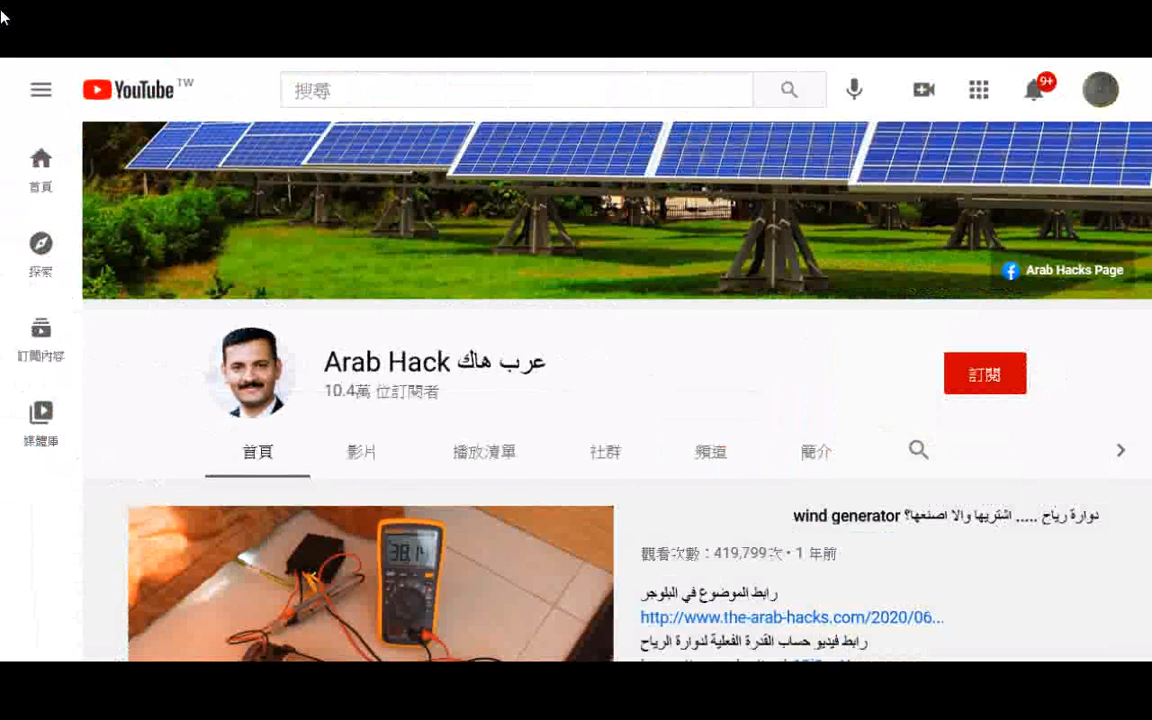 YouTube TW
搜尋
9+
首頁
探索
訂閱內容
媒體庫
Arab Hacks Page
Arab Hack عرب هاك
10.4萬 位訂閱者
訂閱
首頁 影片 播放清單 社群 頻道 簡介
38.1
دوارة رياح ..... اشتريها والا اصنعها؟ wind generator
觀看次數：419,799次 • 1 年前
رابط الموضوع في البلوجر
http://www.the-arab-hacks.com/2020/06...
رابط فيديو حساب القدرة الفعلية لدوارة الرياح